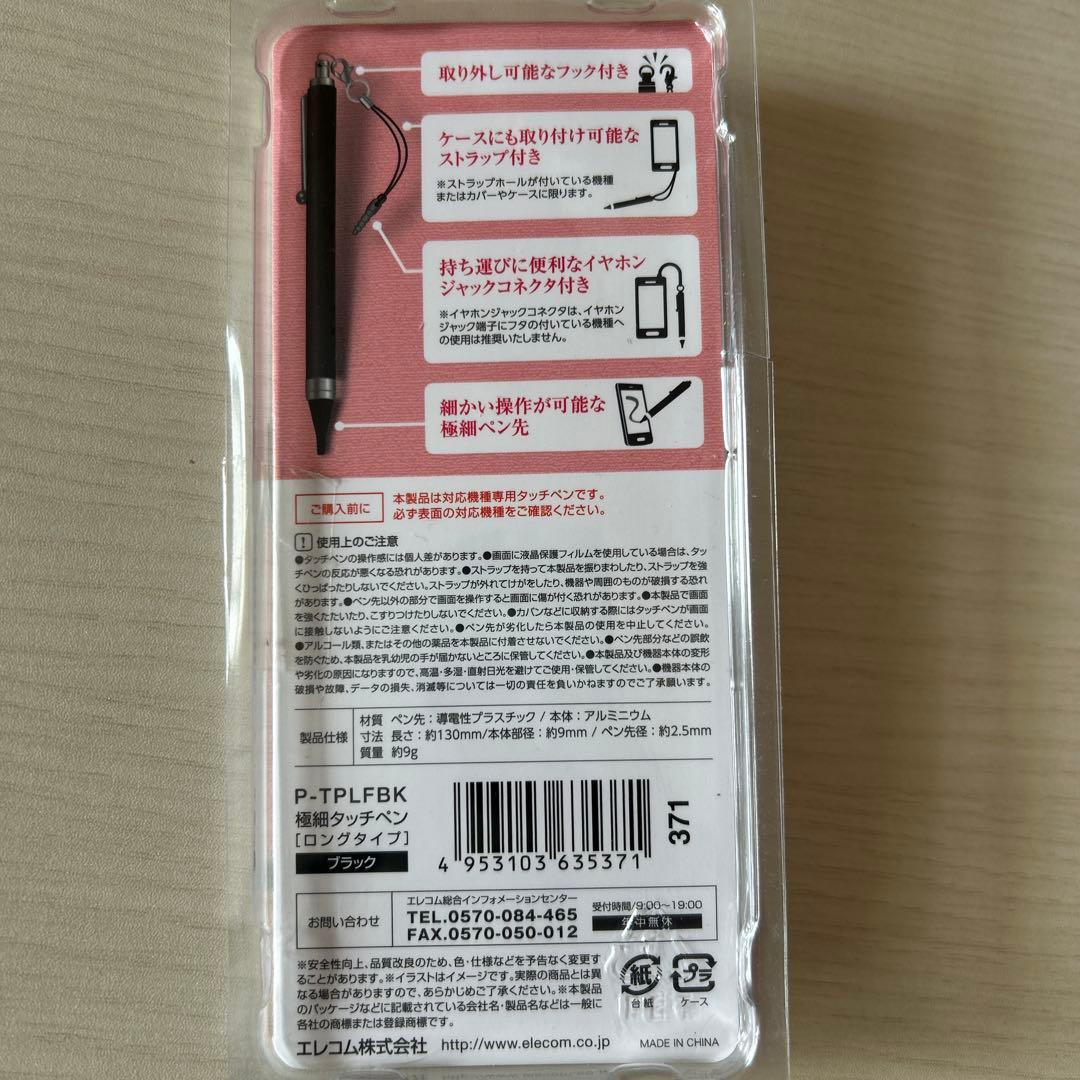 取り外し可能なフック付き
ケースにも取り付け可能な
ストラップ付き
※ストラップホールが付いている機種
またはカバーやケースに限ります。
持ち運びに便利なイヤホン
ジャックコネクタ付き
※イヤホンジャックコネクタは、イヤホン
ジャック端子にフタの付いている機種へ
の使用は推奨いたしません。
細かい操作が可能な
極細ペン先
ご購入前に
本製品は対応機種専用タッチペンです。
必ず表面の対応機種をご確認ください。
! 使用上のご注意
●タッチペンの操作感には個人差があります。●画面に液晶保護フィルムを使用している場合は、タッ
チペンの反応が悪くなる恐れがあります。●ストラップを持って本製品を振りまわしたり、ストラップを強
くひっぱったりしないでください。ストラップが外れてけがをしたり、機器や周囲のものが破損する恐れ
があります。●ペン先以外の部分で画面を操作すると画面に傷が付く恐れがあります。●本製品で画面
を強くたたいたり、こすりつけたりしないでください。●カバンなどに収納する際にはタッチペンが画面
に接触しないようにご注意ください。●ペン先が劣化したら本製品の使用を中止してください。
●アルコール類、またはその他の薬品を本製品に付着させないでください。●ペン先部分などの誤飲
を防ぐため、本製品を乳幼児の手が届かないところに保管してください。●本製品及び機器本体の変形
や劣化の原因になりますので、高温・多湿・直射日光を避けてご使用・保管してください。●機器本体の
破損や故障、データの損失、消滅等については一切の責任を負いかねますのでご了承願います。
製品仕様
材質 ペン先：導電性プラスチック / 本体：アルミニウム
寸法 長さ：約130mm/本体部径：約9mm / ペン先径：約2.5mm
質量 約9g
P-TPLFBK
極細タッチペン
[ロングタイプ]
ブラック
4 953103 635371
371
お問い合わせ
エレコム総合インフォメーションセンター
TEL.0570-084-465
FAX.0570-050-012
受付時間/9:00〜19:00
年中無休
※安全性向上、品質改良のため、色・仕様などを予告なく変更す
ることがあります。※イラストはイメージです。実際の商品とは異
なる場合がありますので、あらかじめご了承ください。※本製品
のパッケージなどに記載されている会社名・製品名などは一般に
各社の商標または登録商標です。
紙
台紙
プラ
ケース
エレコム株式会社 http://www.elecom.co.jp MADE IN CHINA